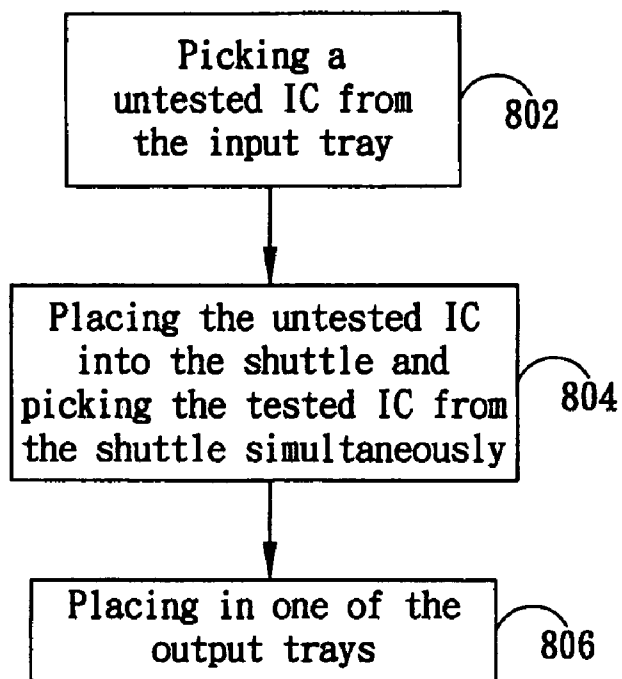 Picking a
untested IC from
the input tray
802
Placing the untested IC
into the shuttle and
picking the tested IC from
the shuttle simultaneously
804
Placing in one of the
output trays
806